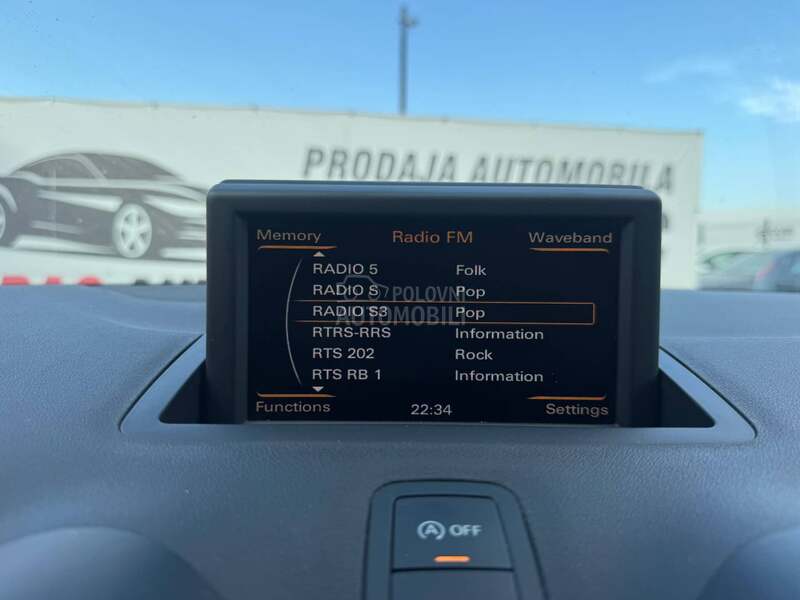 PRODAJA AUTOMOBILA
Memory Radio FM Waveband
RADIO 5 Folk
RADIO S Pop
RADIO S3 Pop
RTRS-RRS Information
RTS 202 Rock
RTS RB 1 Information
Functions 22:34 Settings
POLOVNI
AUTOMOBILI
A OFF